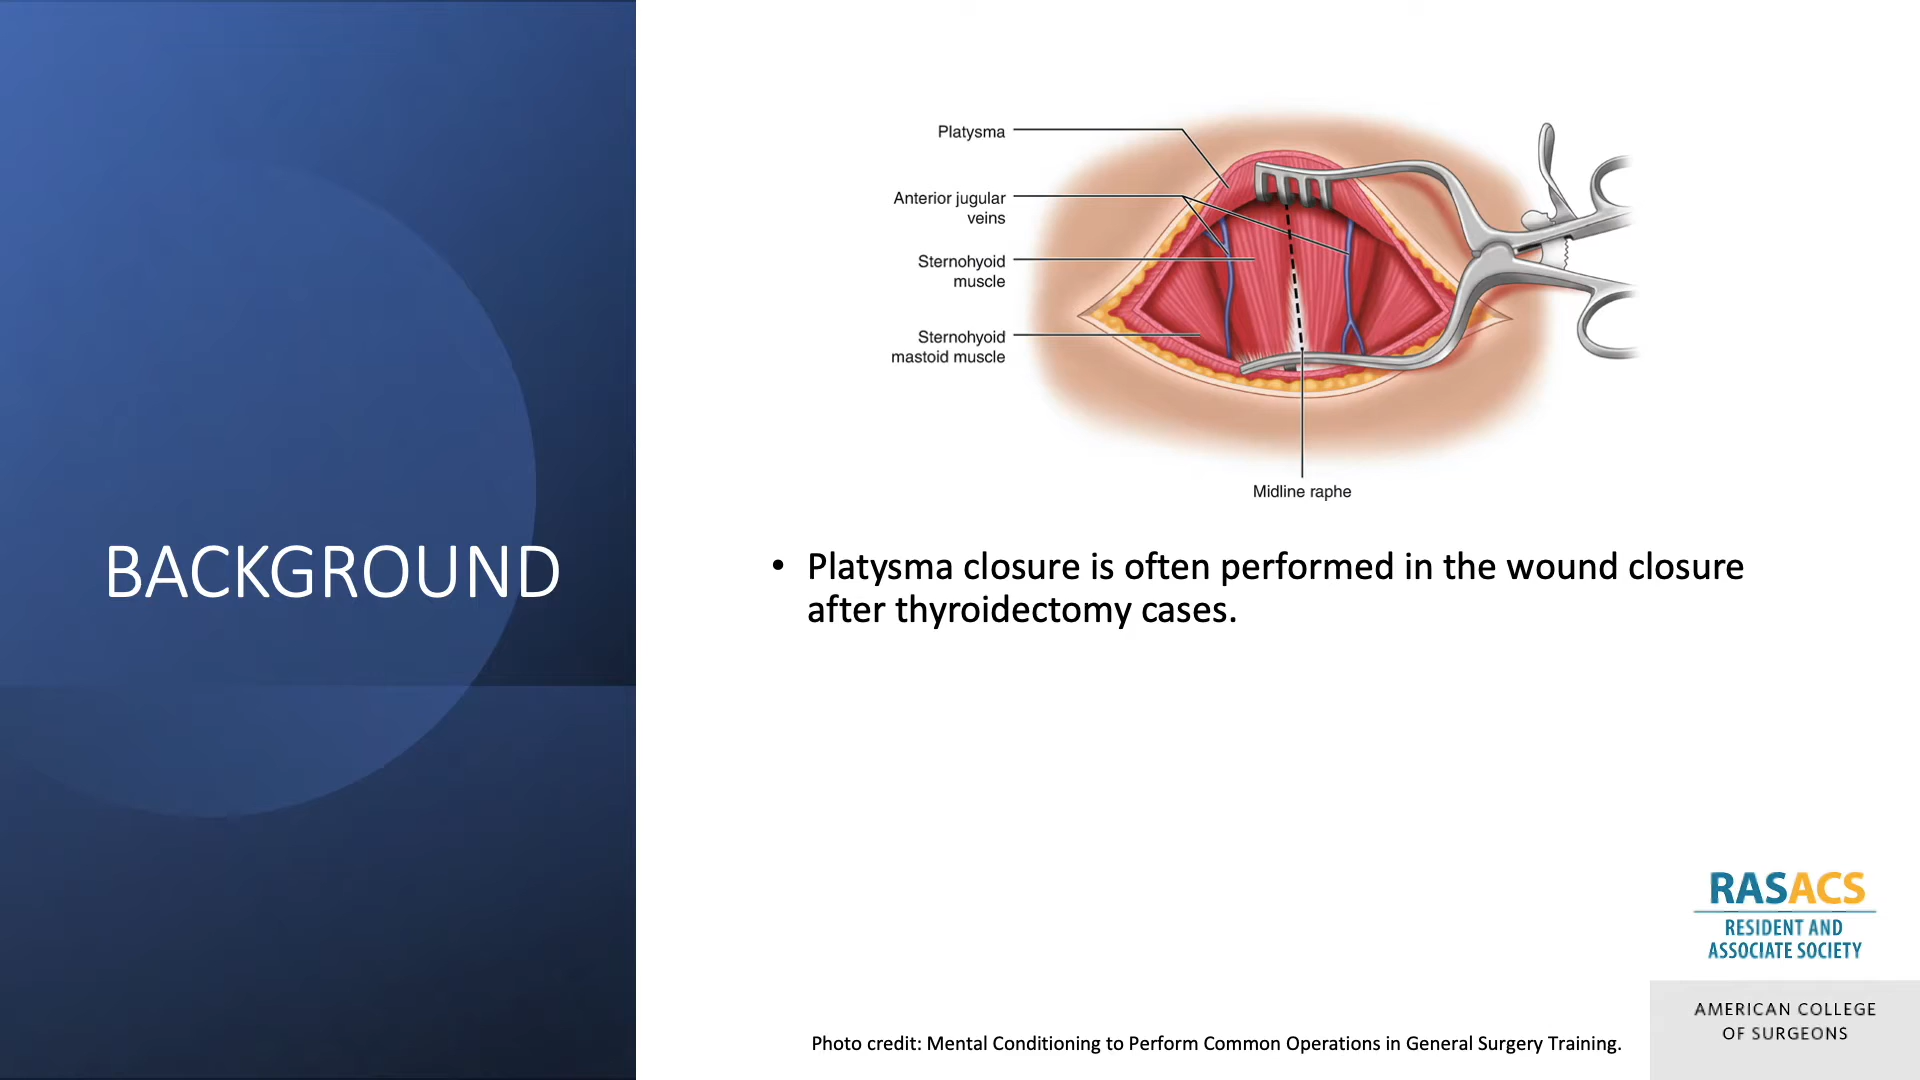 BACKGROUND
Platysma
Anterior jugular
veins
Sternohyoid
muscle
Sternohyoid
mastoid muscle
Midline raphe
• Platysma closure is often performed in the wound closure
after thyroidectomy cases.
RASACS
RESIDENT AND
ASSOCIATE SOCIETY
AMERICAN COLLEGE
OF SURGEONS
Photo credit: Mental Conditioning to Perform Common Operations in General Surgery Training.